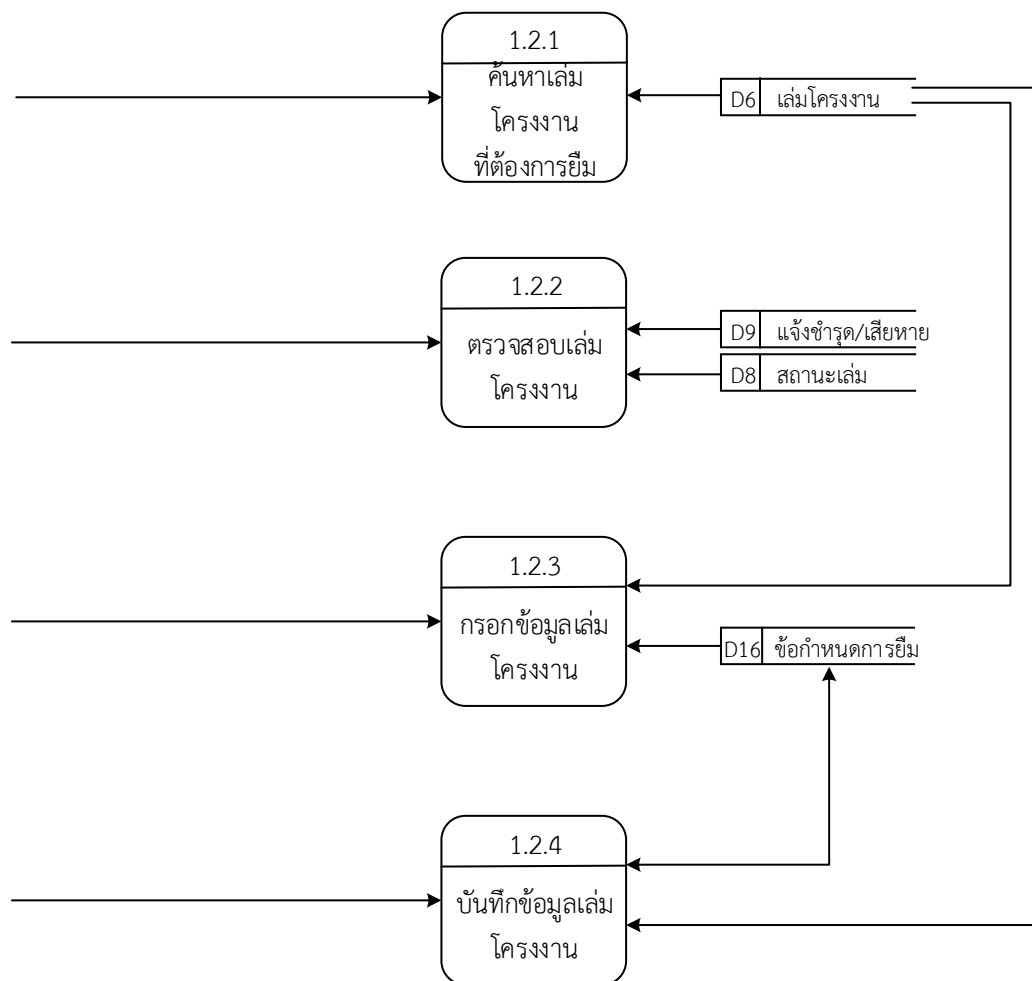 1.2.1
ค้นหาเล่ม
โครงงาน
ที่ต้องการยืม
D6 เล่มโครงงาน
1.2.2
ตรวจสอบเล่ม
โครงงาน
D9 แจ้งชำรุด/เสียหาย
D8 สถานะเล่ม
1.2.3
กรอกข้อมูลเล่ม
โครงงาน
D16 ข้อกำหนดการยืม
1.2.4
บันทึกข้อมูลเล่ม
โครงงาน